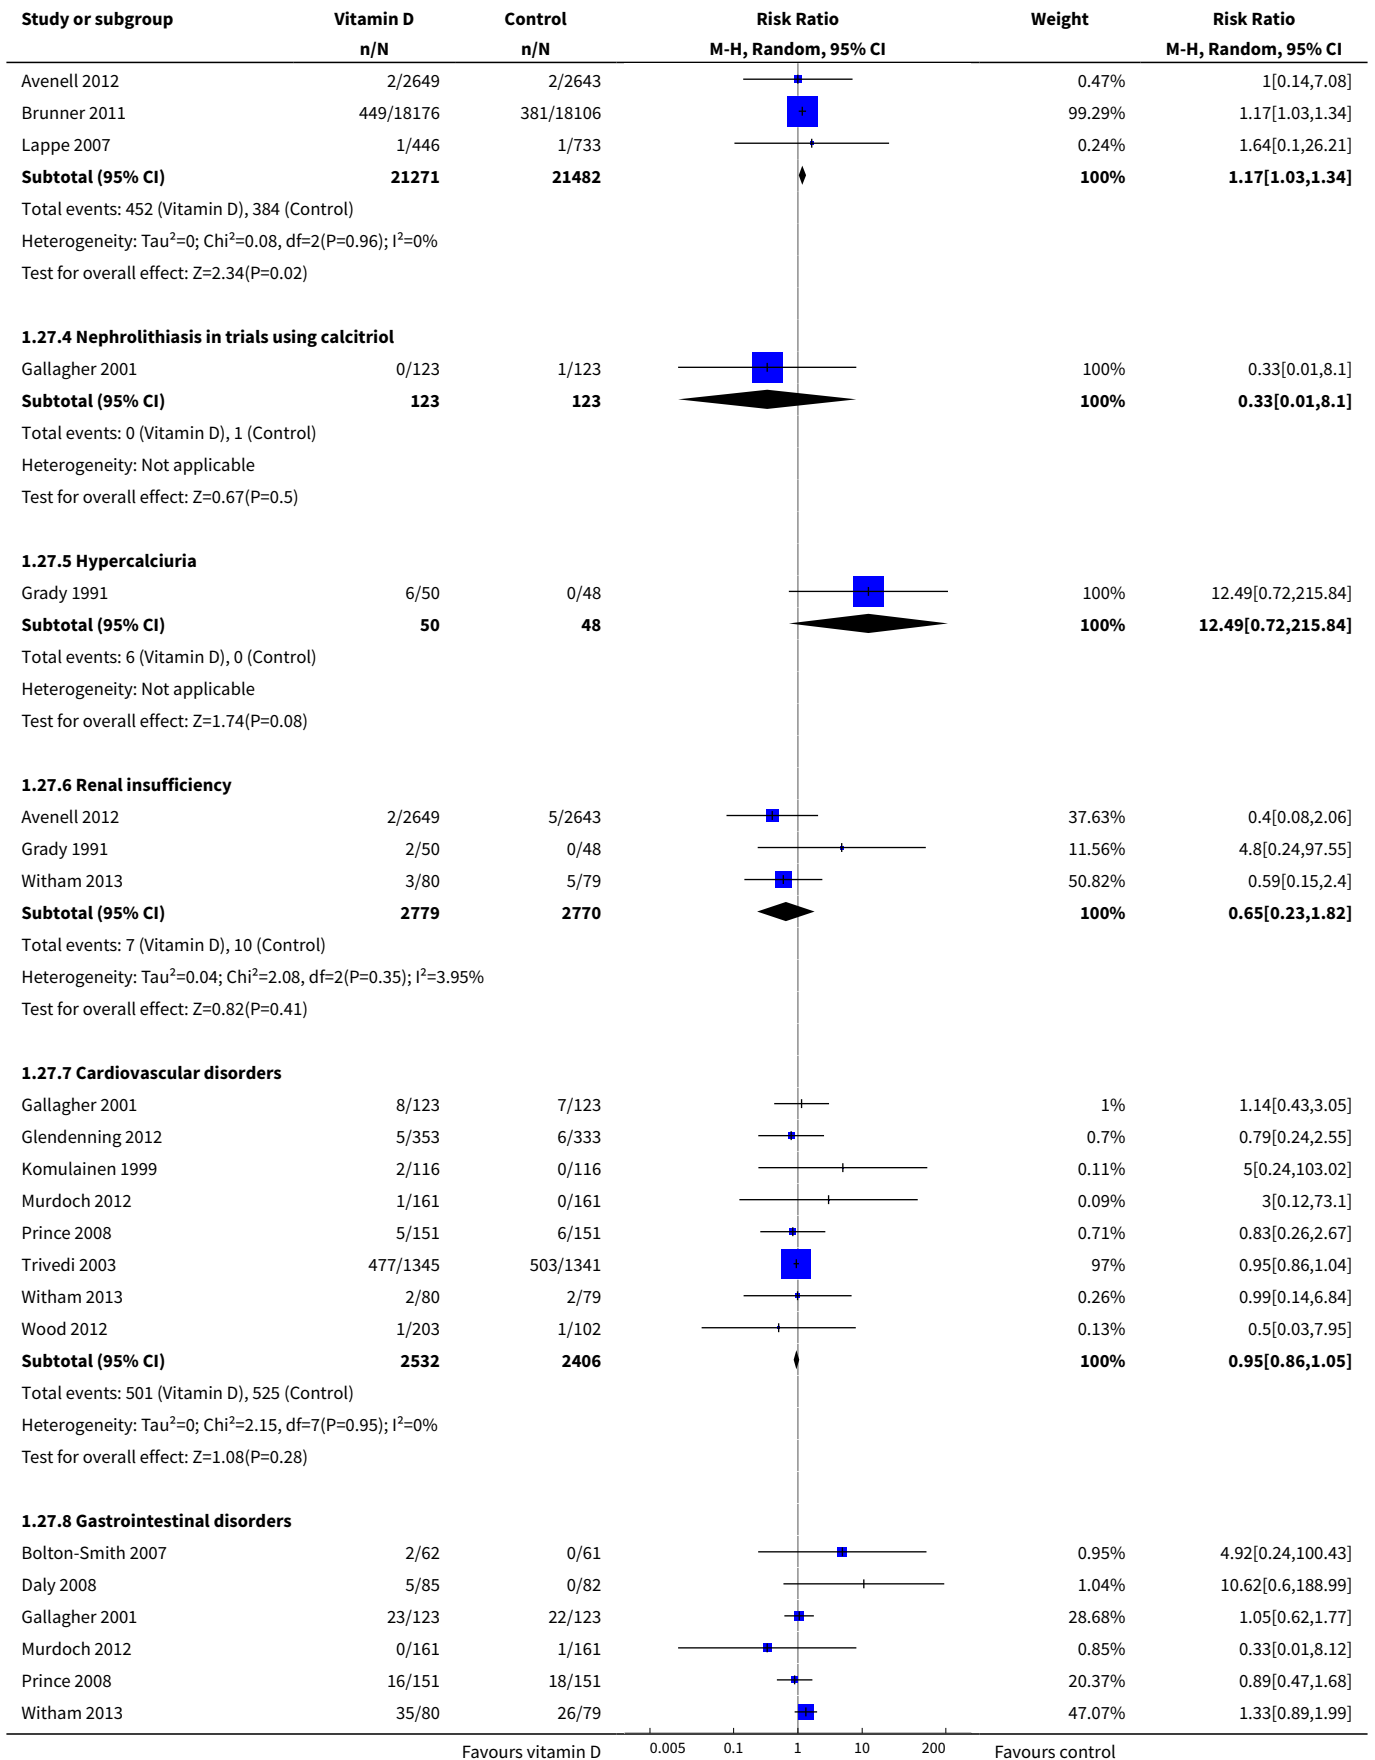 Study or subgroup Vitamin D Control Risk Ratio Weight Risk Ratio
n/N n/N M-H, Random, 95% CI M-H, Random, 95% CI
Avenell 2012 2/2649 2/2643 0.47% 1[0.14,7.08]
Brunner 2011 449/18176 381/18106 99.29% 1.17[1.03,1.34]
Lappe 2007 1/446 1/733 0.24% 1.64[0.1,26.21]
Subtotal (95% CI) 21271 21482 100% 1.17[1.03,1.34]
Total events: 452 (Vitamin D), 384 (Control)
Heterogeneity: Tau²=0; Chi²=0.08, df=2(P=0.96); I²=0%
Test for overall effect: Z=2.34(P=0.02)
1.27.4 Nephrolithiasis in trials using calcitriol
Gallagher 2001 0/123 1/123 100% 0.33[0.01,8.1]
Subtotal (95% CI) 123 123 100% 0.33[0.01,8.1]
Total events: 0 (Vitamin D), 1 (Control)
Heterogeneity: Not applicable
Test for overall effect: Z=0.67(P=0.5)
1.27.5 Hypercalciuria
Grady 1991 6/50 0/48 100% 12.49[0.72,215.84]
Subtotal (95% CI) 50 48 100% 12.49[0.72,215.84]
Total events: 6 (Vitamin D), 0 (Control)
Heterogeneity: Not applicable
Test for overall effect: Z=1.74(P=0.08)
1.27.6 Renal insufficiency
Avenell 2012 2/2649 5/2643 37.63% 0.4[0.08,2.06]
Grady 1991 2/50 0/48 11.56% 4.8[0.24,97.55]
Witham 2013 3/80 5/79 50.82% 0.59[0.15,2.4]
Subtotal (95% CI) 2779 2770 100% 0.65[0.23,1.82]
Total events: 7 (Vitamin D), 10 (Control)
Heterogeneity: Tau²=0.04; Chi²=2.08, df=2(P=0.35); I²=3.95%
Test for overall effect: Z=0.82(P=0.41)
1.27.7 Cardiovascular disorders
Gallagher 2001 8/123 7/123 1% 1.14[0.43,3.05]
Glendenning 2012 5/353 6/333 0.7% 0.79[0.24,2.55]
Komulainen 1999 2/116 0/116 0.11% 5[0.24,103.02]
Murdoch 2012 1/161 0/161 0.09% 3[0.12,73.1]
Prince 2008 5/151 6/151 0.71% 0.83[0.26,2.67]
Trivedi 2003 477/1345 503/1341 97% 0.95[0.86,1.04]
Witham 2013 2/80 2/79 0.26% 0.99[0.14,6.84]
Wood 2012 1/203 1/102 0.13% 0.5[0.03,7.95]
Subtotal (95% CI) 2532 2406 100% 0.95[0.86,1.05]
Total events: 501 (Vitamin D), 525 (Control)
Heterogeneity: Tau²=0; Chi²=2.15, df=7(P=0.95); I²=0%
Test for overall effect: Z=1.08(P=0.28)
1.27.8 Gastrointestinal disorders
Bolton-Smith 2007 2/62 0/61 0.95% 4.92[0.24,100.43]
Daly 2008 5/85 0/82 1.04% 10.62[0.6,188.99]
Gallagher 2001 23/123 22/123 28.68% 1.05[0.62,1.77]
Murdoch 2012 0/161 1/161 0.85% 0.33[0.01,8.12]
Prince 2008 16/151 18/151 20.37% 0.89[0.47,1.68]
Witham 2013 35/80 26/79 47.07% 1.33[0.89,1.99]
Favours vitamin D 0.005 0.1 1 10 200 Favours control